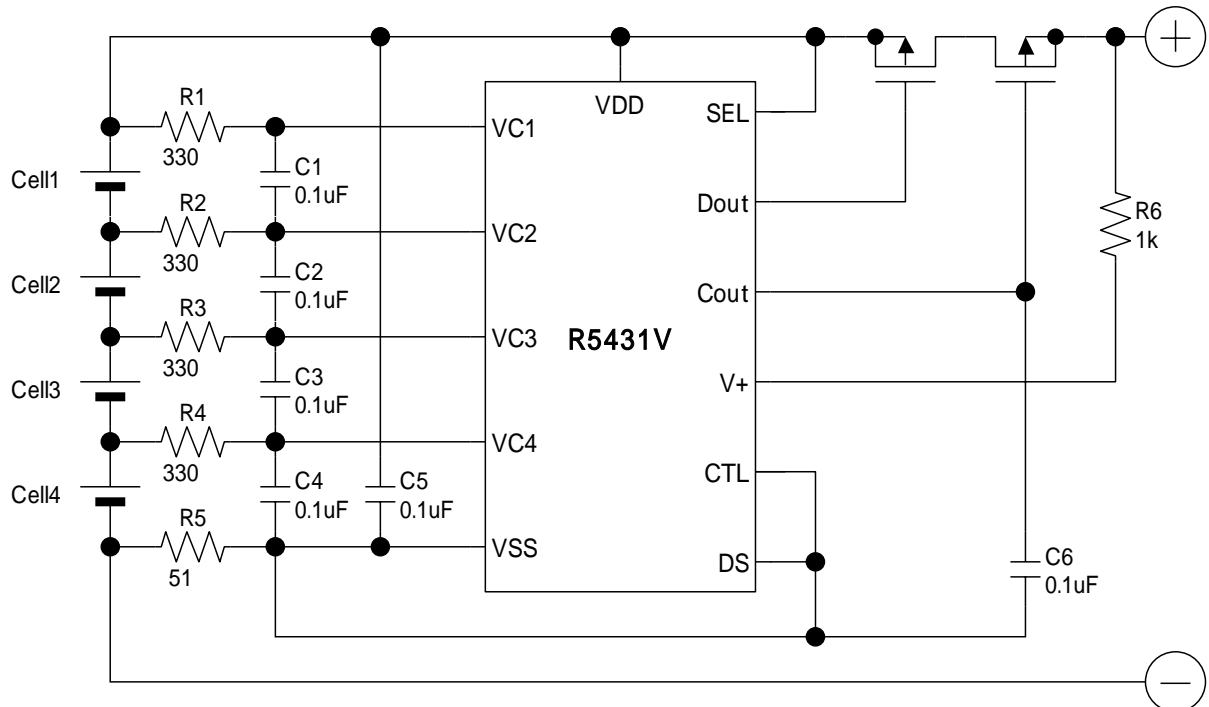 R1
330
VDD
SEL
VC1
C1
0.1uF
Cell1
R2
330
Dout
VC2
R6
1k
C2
0.1uF
Cell2
R3
330
Cout
VC3
R5431V
C3
0.1uF
Cell3
R4
330
V+
VC4
C4
0.1uF
C5
0.1uF
CTL
Cell4
R5
51
VSS
DS
C6
0.1uF
+
−